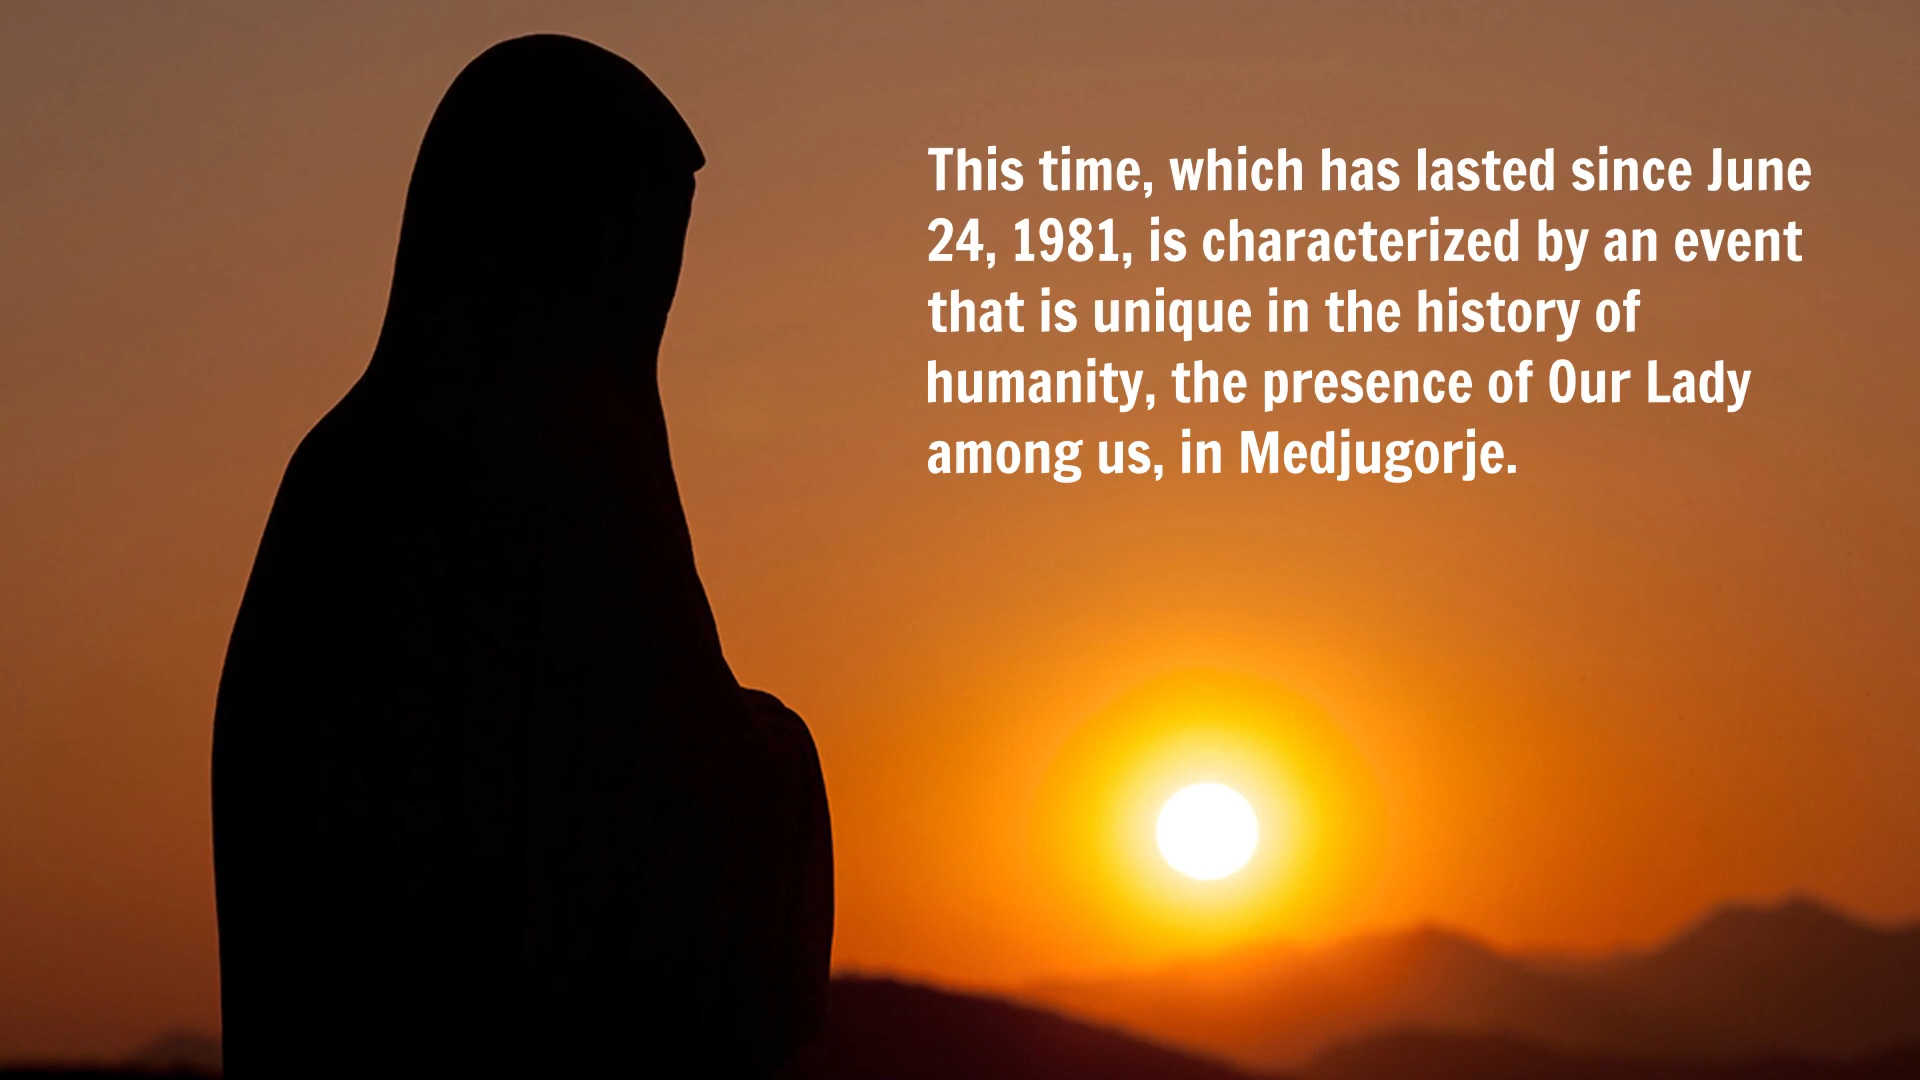 This time, which has lasted since June
24, 1981, is characterized by an event
that is unique in the history of
humanity, the presence of Our Lady
among us, in Medjugorje.